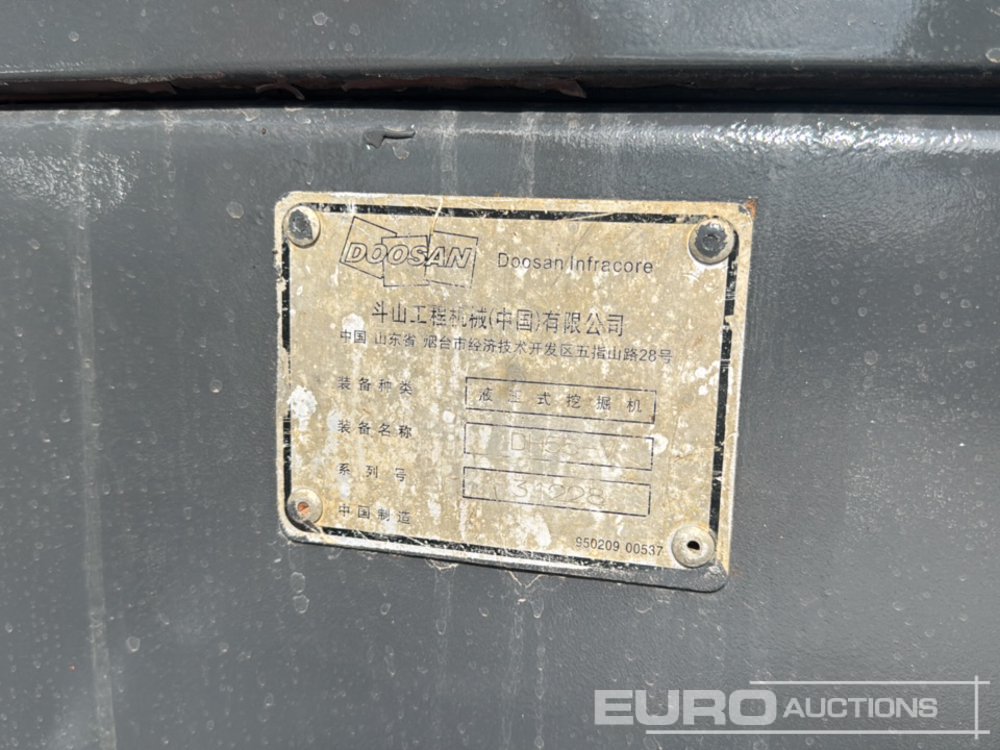 DOOSAN Doosan Infracore
斗山工程机械(中国)有限公司
中国 山东省 烟台市经济技术开发区五指山路28号
装备种类 液压式挖掘机
装备名称
系列号
中国制造 950209 00537
EURO AUCTIONS